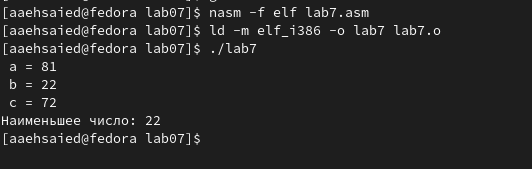 [aaehsaied@fedora lab07]$ nasm -f elf lab7.asm
[aaehsaied@fedora lab07]$ ld -m elf_i386 -o lab7 lab7.o
[aaehsaied@fedora lab07]$ ./lab7
a = 81
b = 22
c = 72
Наименьшее число: 22
[aaehsaied@fedora lab07]$